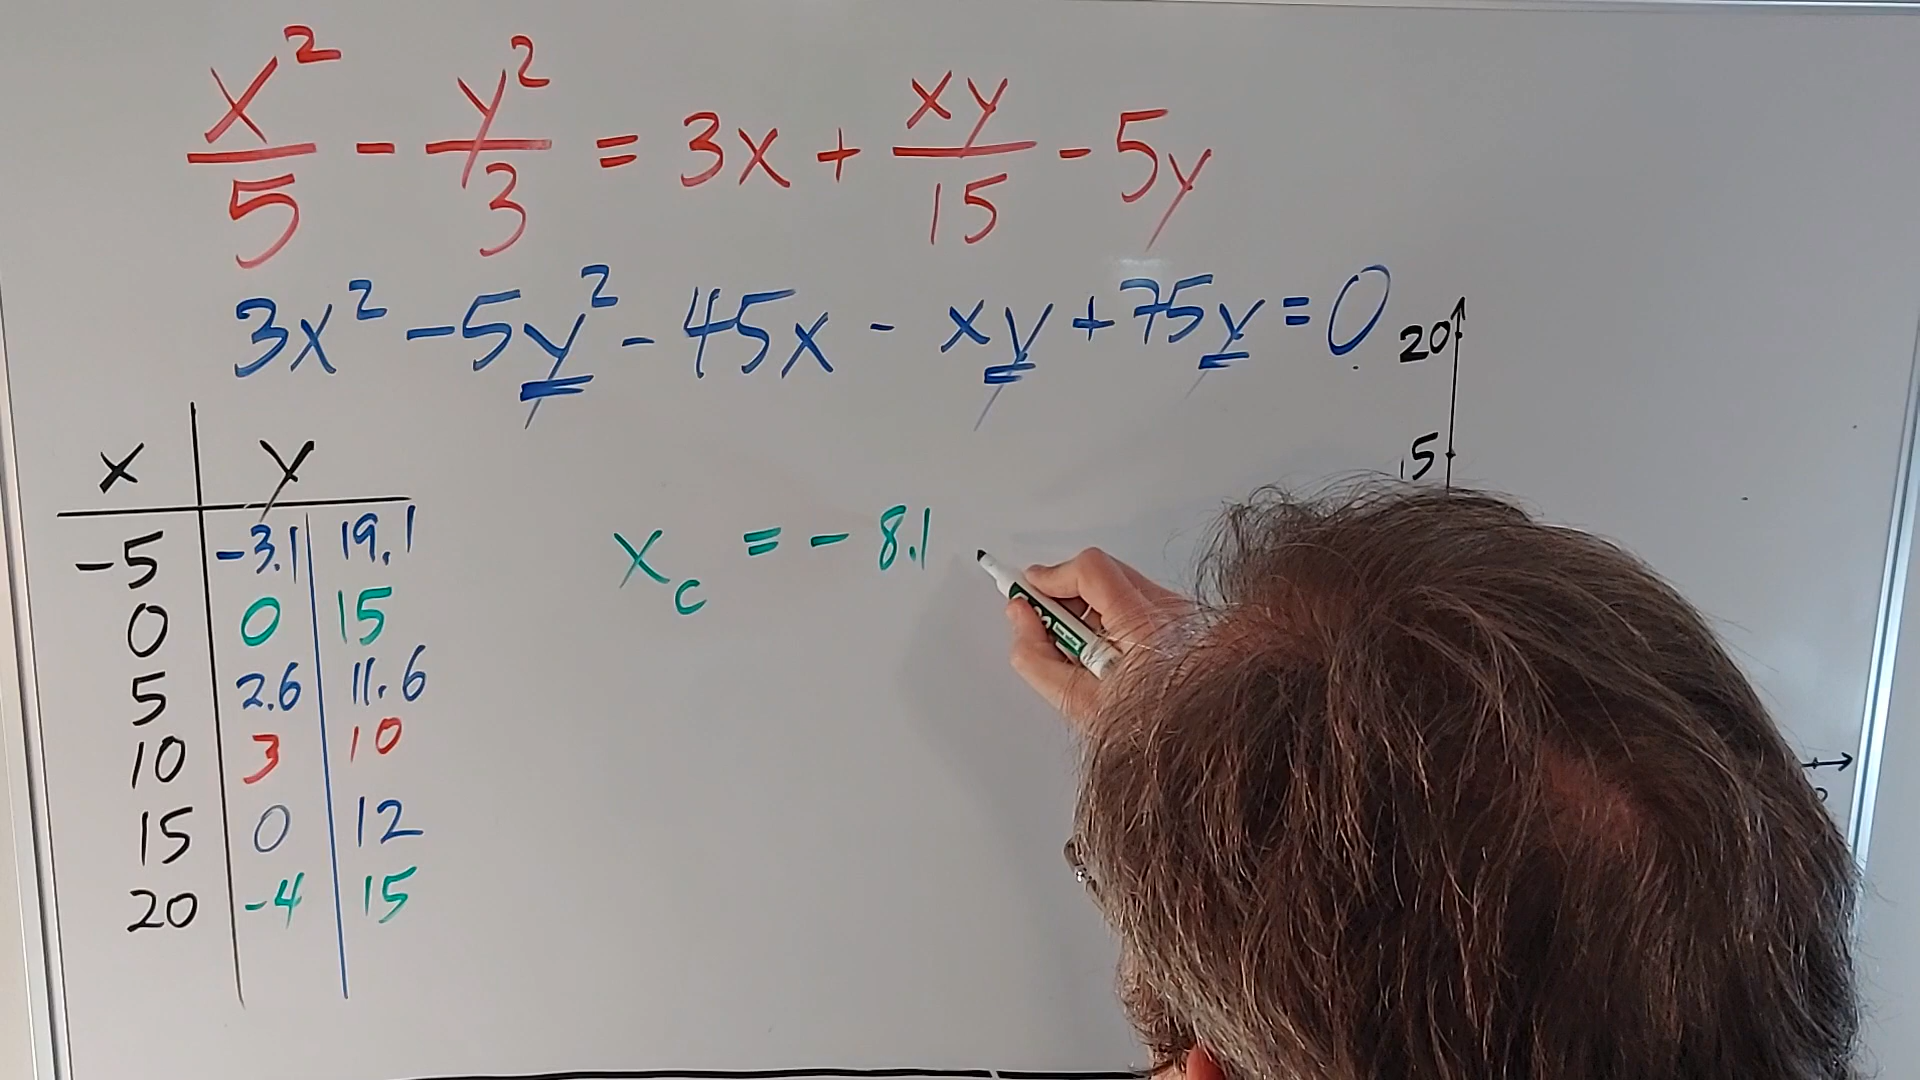 x²/5 - y²/3 = 3x + xy/15 - 5y
3x² - 5y² - 45x - xy + 75y = 0
20
15
x y
-5 -3.1 19.1
0 0 15
5 2.6 11.6
10 3 10
15 0 12
20 -4 15
x_c = - 8.1